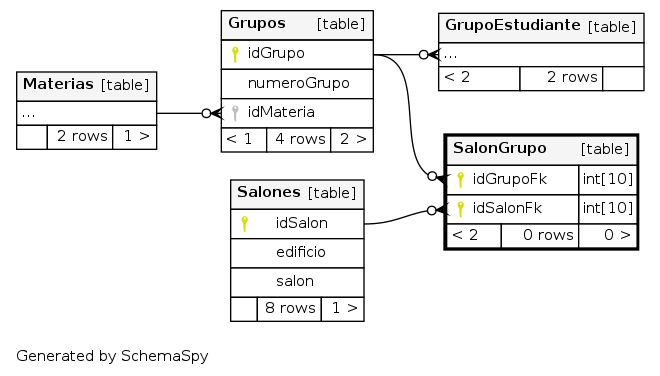 Grupos [table]
idGrupo
numeroGrupo
idMateria
< 1 4 rows 2 >
GrupoEstudiante [table]
...
< 2 2 rows
Materias [table]
...
2 rows 1 >
SalonGrupo [table]
idGrupoFk int[10]
idSalonFk int[10]
< 2 0 rows 0 >
Salones [table]
idSalon
edificio
salon
8 rows 1 >
Generated by SchemaSpy